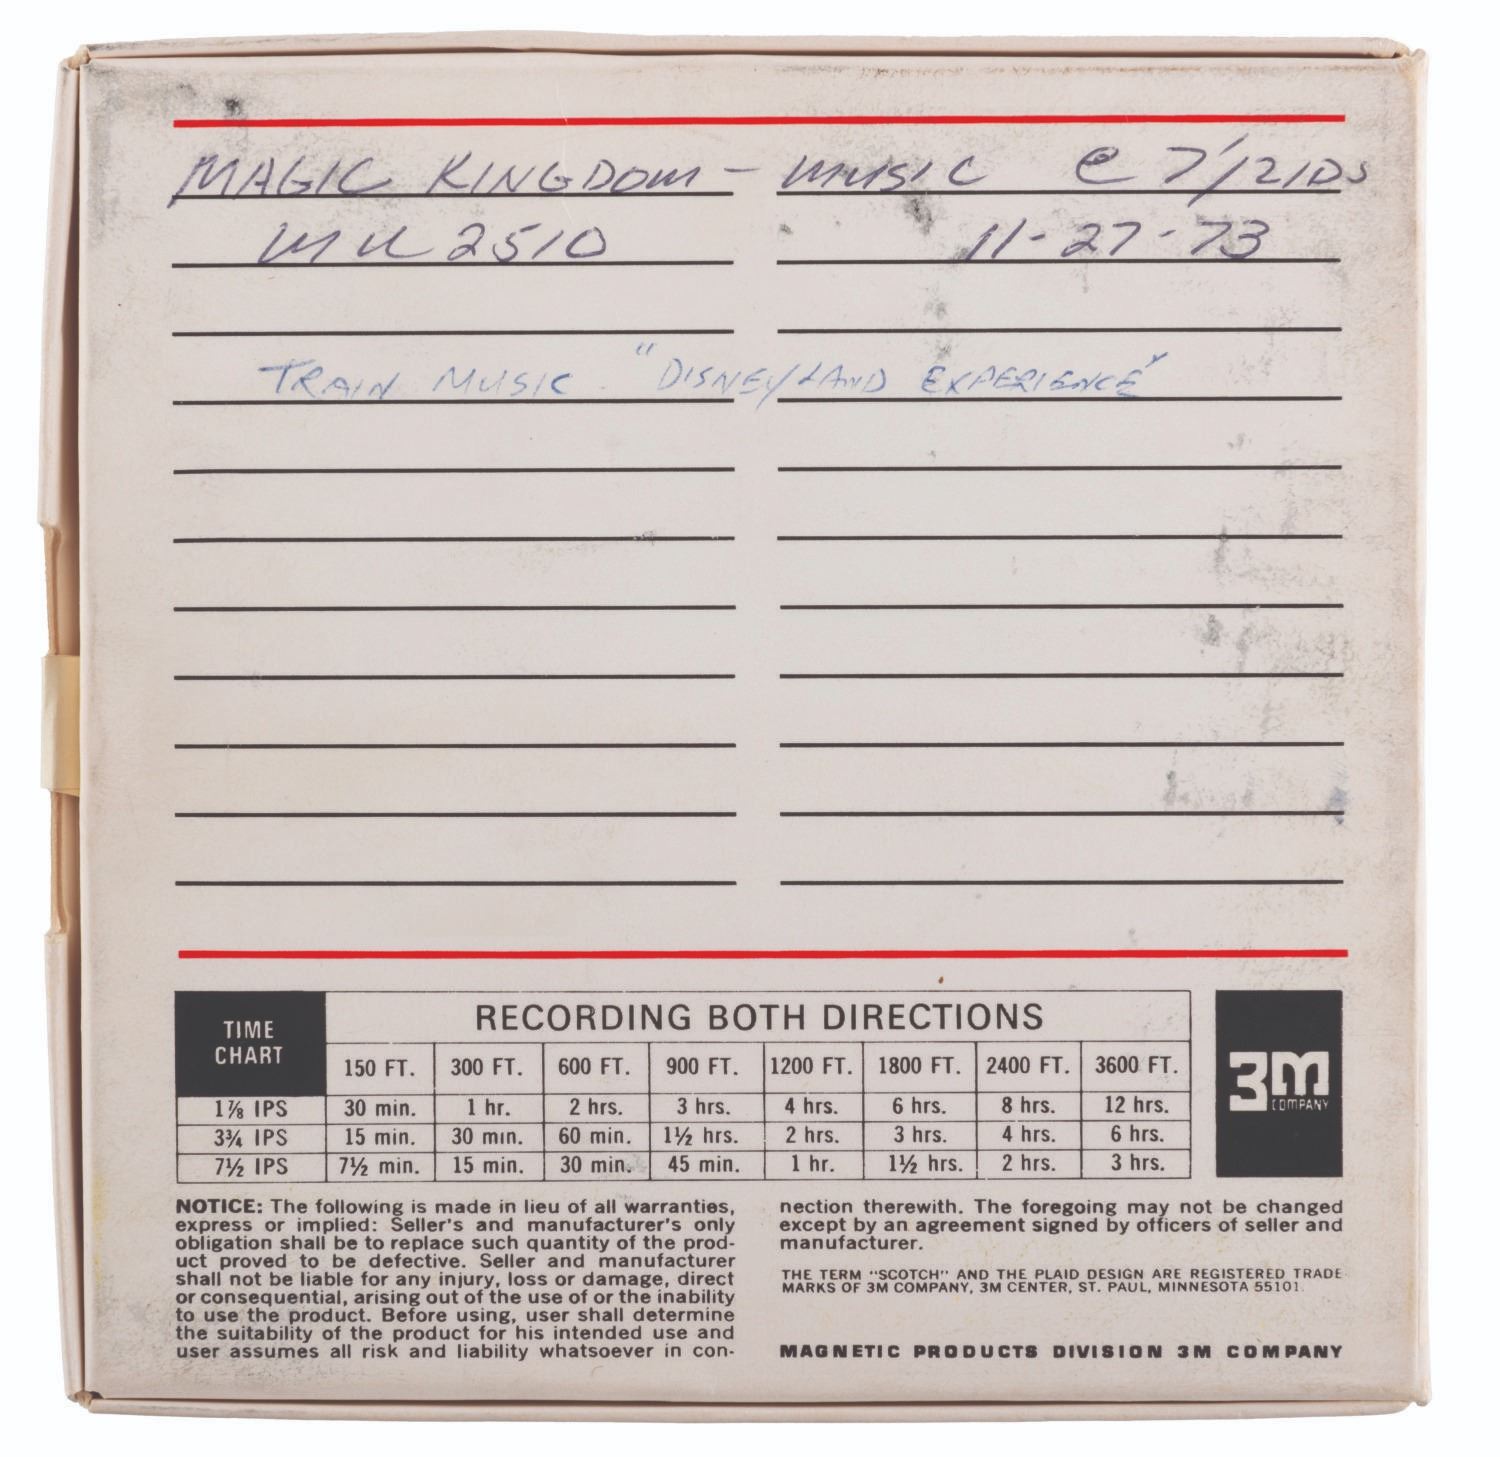 MAGIC KINGDOM - MUSIC @ 7 1/2 IPS
MK 2510 11-27-73
TRAIN MUSIC "DISNEYLAND EXPERIENCE"
TIME CHART
RECORDING BOTH DIRECTIONS
150 FT. 300 FT. 600 FT. 900 FT. 1200 FT. 1800 FT. 2400 FT. 3600 FT.
1⅞ IPS 30 min. 1 hr. 2 hrs. 3 hrs. 4 hrs. 6 hrs. 8 hrs. 12 hrs.
3¾ IPS 15 min. 30 min. 60 min. 1½ hrs. 2 hrs. 3 hrs. 4 hrs. 6 hrs.
7½ IPS 7½ min. 15 min. 30 min. 45 min. 1 hr. 1½ hrs. 2 hrs. 3 hrs.
3M
COMPANY
NOTICE: The following is made in lieu of all warranties,
express or implied: Seller's and manufacturer's only
obligation shall be to replace such quantity of the prod-
uct proved to be defective. Seller and manufacturer
shall not be liable for any injury, loss or damage, direct
or consequential, arising out of the use of or the inability
to use the product. Before using, user shall determine
the suitability of the product for his intended use and
user assumes all risk and liability whatsoever in con-
nection therewith. The foregoing may not be changed
except by an agreement signed by officers of seller and
manufacturer.
THE TERM "SCOTCH" AND THE PLAID DESIGN ARE REGISTERED TRADE
MARKS OF 3M COMPANY, 3M CENTER, ST. PAUL, MINNESOTA 55101.
MAGNETIC PRODUCTS DIVISION 3M COMPANY